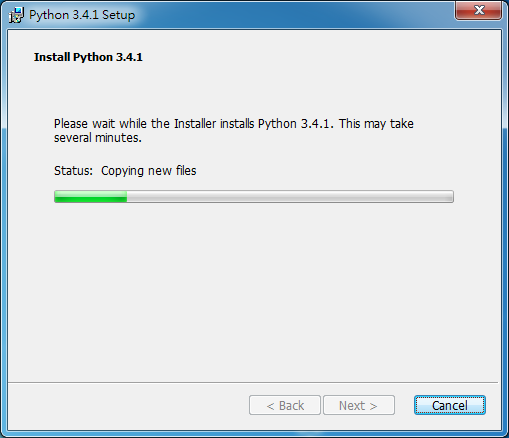 Python 3.4.1 Setup
Install Python 3.4.1
Please wait while the Installer installs Python 3.4.1. This may take
several minutes.
Status: Copying new files
< Back
Next >
Cancel